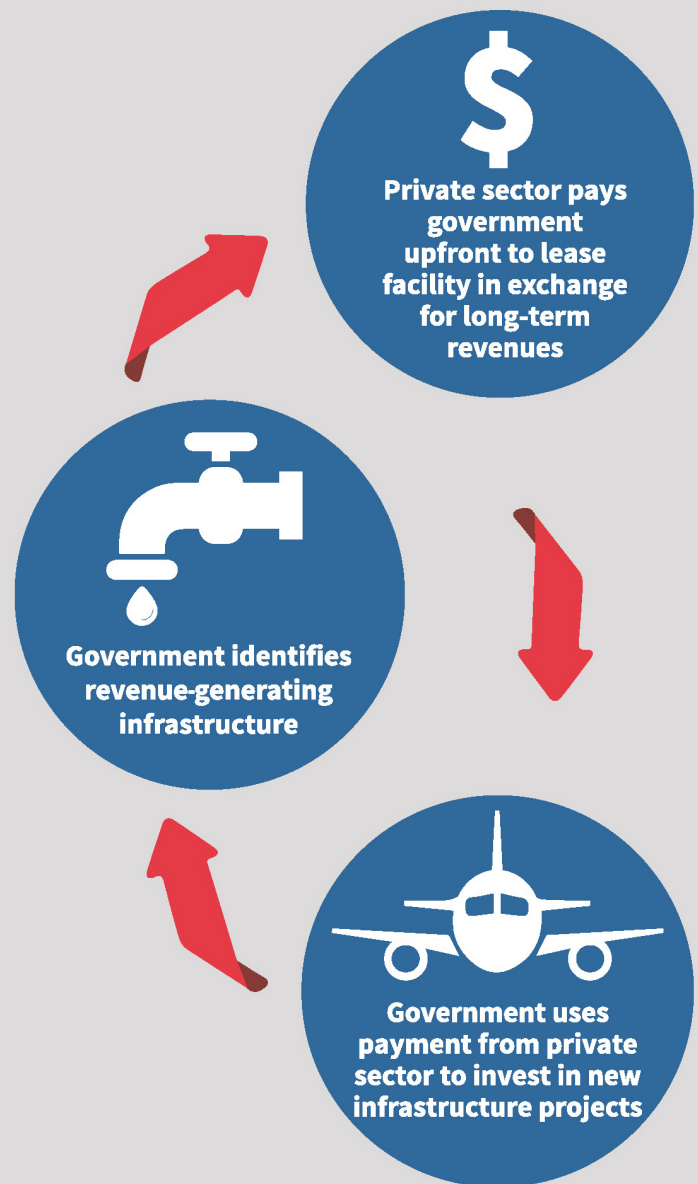 $
Private sector pays
government
upfront to lease
facility in exchange
for long-term
revenues
Government identifies
revenue-generating
infrastructure
Government uses
payment from private
sector to invest in new
infrastructure projects